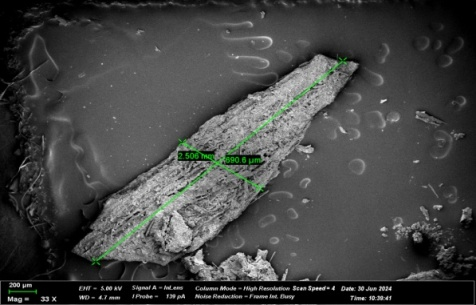 2.506 mm
690.6 µm
200 µm
Mag = 33 X
EHT = 5.00 kV
WD = 4.7 mm
Signal A = InLens
I Probe = 130 pA
Column Mode = High Resolution
Noise Reduction = Frame Int. Busy
Scan Speed = 4
Date: 30 Jun 2024
Time: 10:39:41